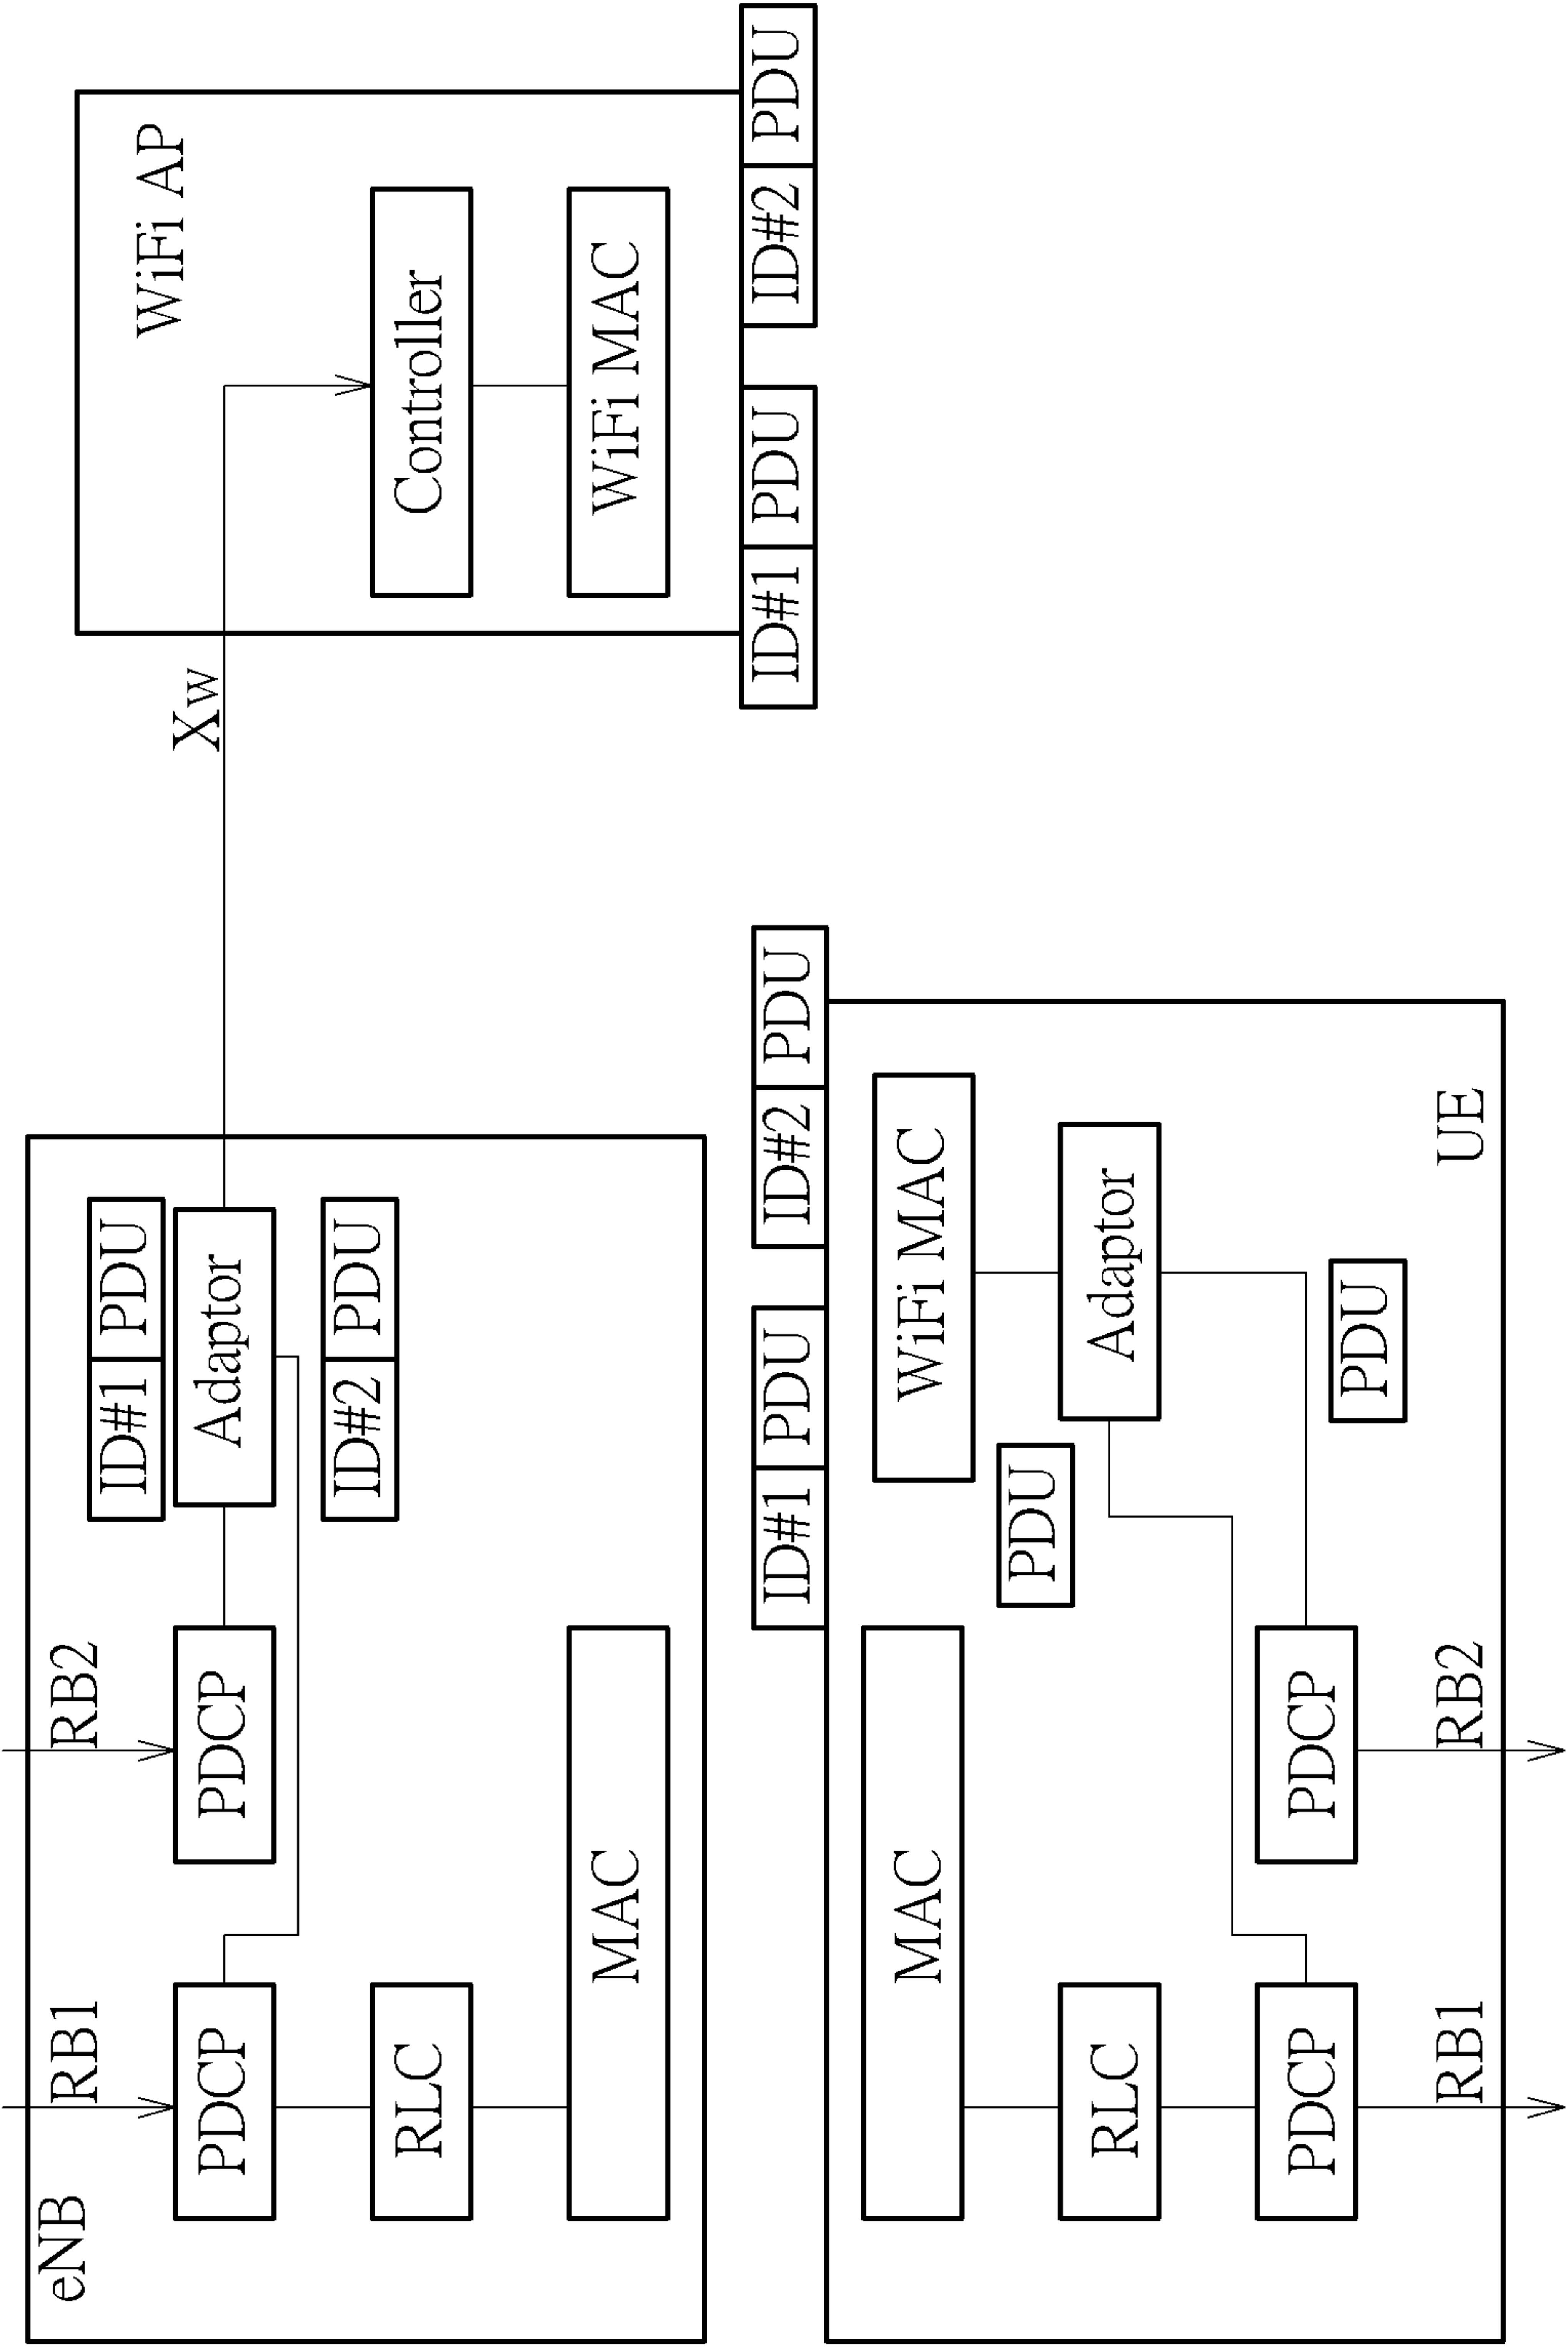 eNB
RB1
RB2
PDCP
PDCP
ID#1 PDU
Adaptor
ID#2 PDU
RLC
MAC
Xw
WiFi AP
Controller
WiFi MAC
ID#1 PDU
ID#2 PDU
ID#1 PDU
ID#2 PDU
MAC
WiFi MAC
PDU
RLC
Adaptor
PDCP
PDCP
PDU
RB1
RB2
UE